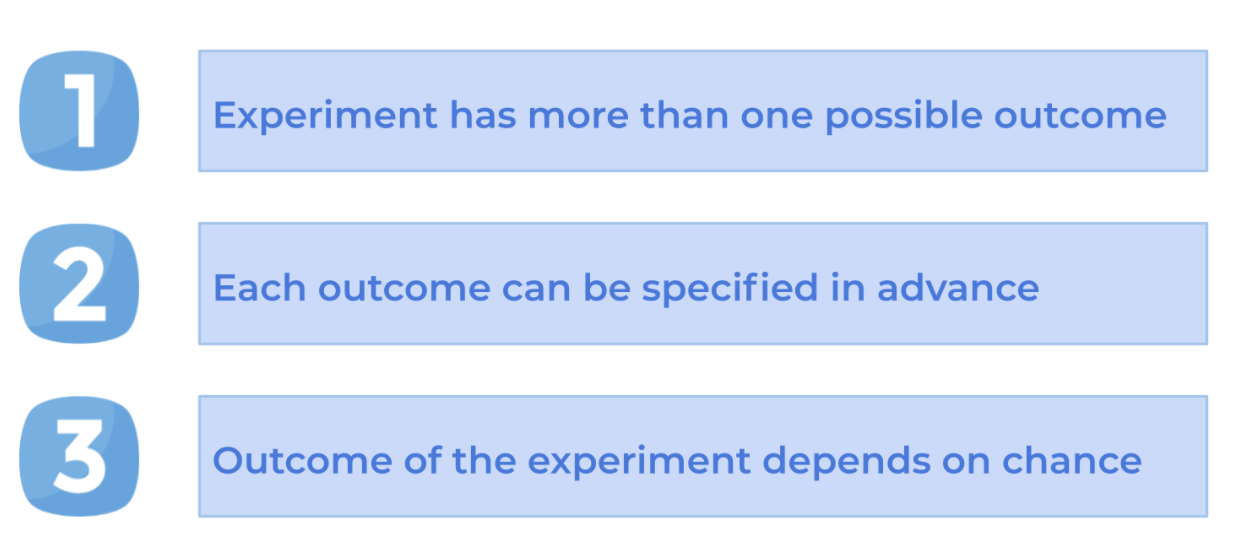 1
Experiment has more than one possible outcome
2
Each outcome can be specified in advance
3
Outcome of the experiment depends on chance